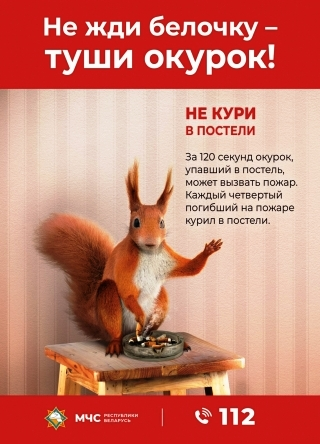 Не жди белочку –
туши окурок!
НЕ КУРИ
В ПОСТЕЛИ
За 120 секунд окурок,
упавший в постель,
может вызвать пожар.
Каждый четвертый
погибший на пожаре
курил в постели.
МЧС РЕСПУБЛИКИ
БЕЛАРУСЬ
112